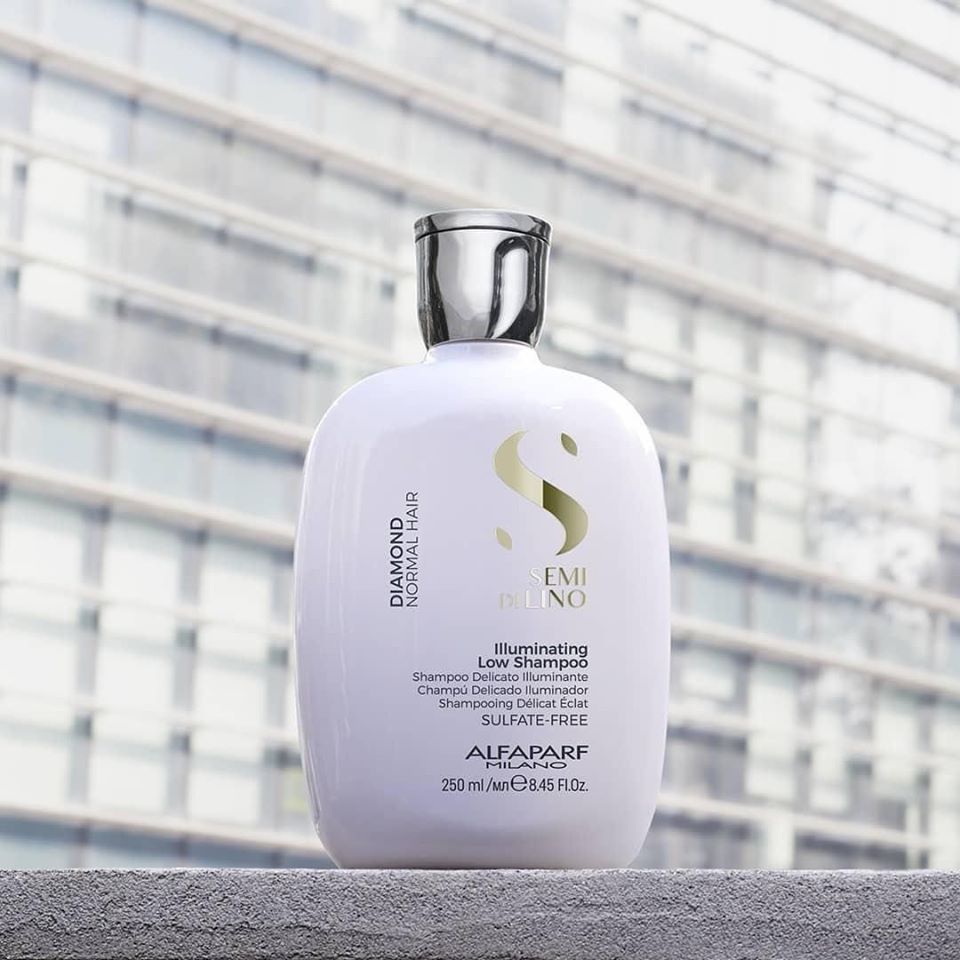 DIAMOND
NORMAL HAIR
SEMI
DI LINO
Illuminating
Low Shampoo
Shampoo Delicato Illuminante
Champú Delicado Iluminador
Shampooing Délicat Éclat
SULFATE-FREE
ALFAPARF
MILANO
250 ml /мл ℮ 8.45 Fl.Oz.